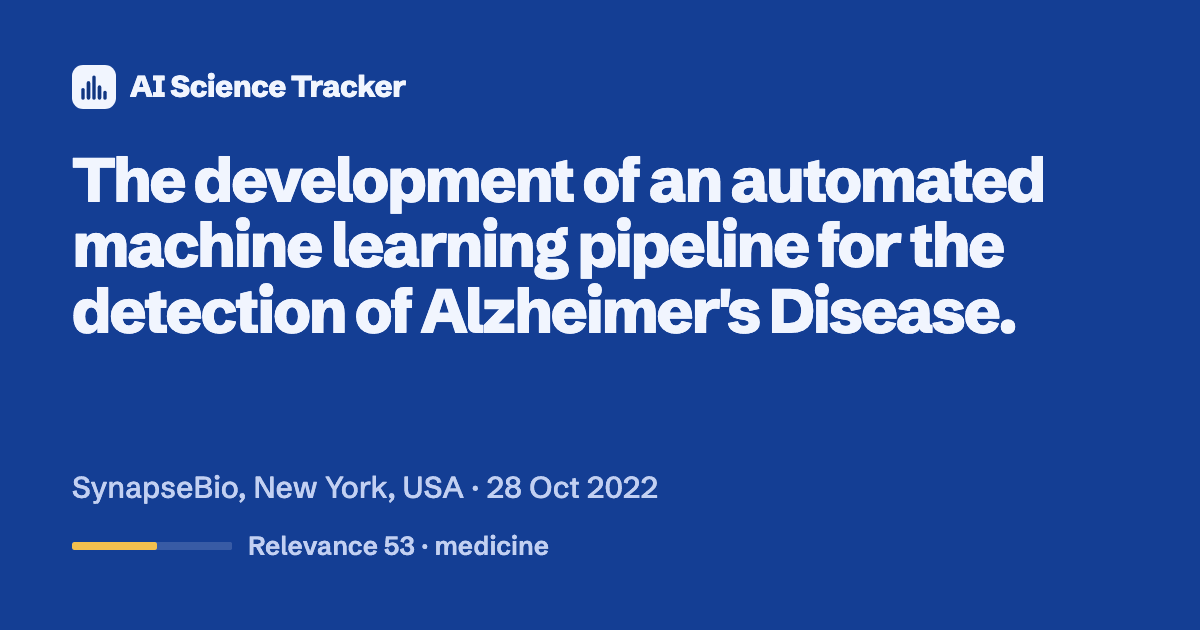 AI Science Tracker
The development of an automated
machine learning pipeline for the
detection of Alzheimer's Disease.
SynapseBio, New York, USA · 28 Oct 2022
Relevance 53 · medicine